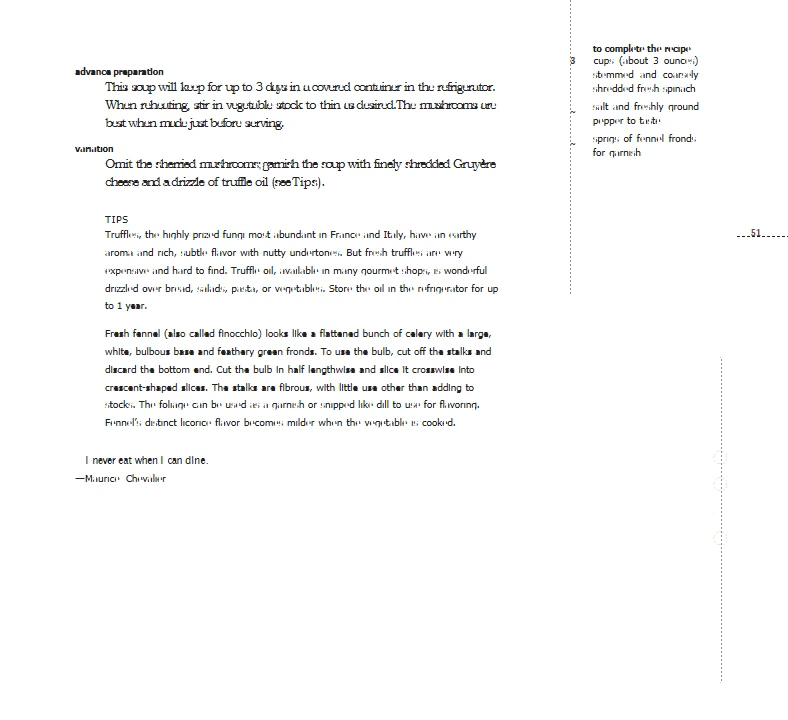 advance preparation
This soup will keep for up to 3 days in a covered container in the refrigerator.
When reheating, stir in vegetable stock to thin as desired. The mushrooms are
best when made just before serving.
variation
Omit the sherried mushrooms; garnish the soup with finely shredded Gruyère
cheese and a drizzle of truffle oil (see Tips).
TIPS
Truffles, the highly prized fungi most abundant in France and Italy, have an earthy
aroma and rich, subtle flavor with nutty undertones. But fresh truffles are very
expensive and hard to find. Truffle oil, available in many gourmet shops, is wonderful
drizzled over bread, salads, pasta, or vegetables. Store the oil in the refrigerator for up
to 1 year.
Fresh fennel (also called finocchio) looks like a flattened bunch of celery with a large,
white, bulbous base and feathery green fronds. To use the bulb, cut off the stalks and
discard the bottom end. Cut the bulb in half lengthwise and slice it crosswise into
crescent-shaped slices. The stalks are fibrous, with little use other than adding to
stocks. The foliage can be used as a garnish or snipped like dill to use for flavoring.
Fennel's distinct licorice flavor becomes milder when the vegetable is cooked.
I never eat when I can dine.
—Maurice Chevalier
to complete the recipe
3 cups (about 3 ounces)
stemmed and coarsely
shredded fresh spinach
~ salt and freshly ground
pepper to taste
~ sprigs of fennel fronds
for garnish
51